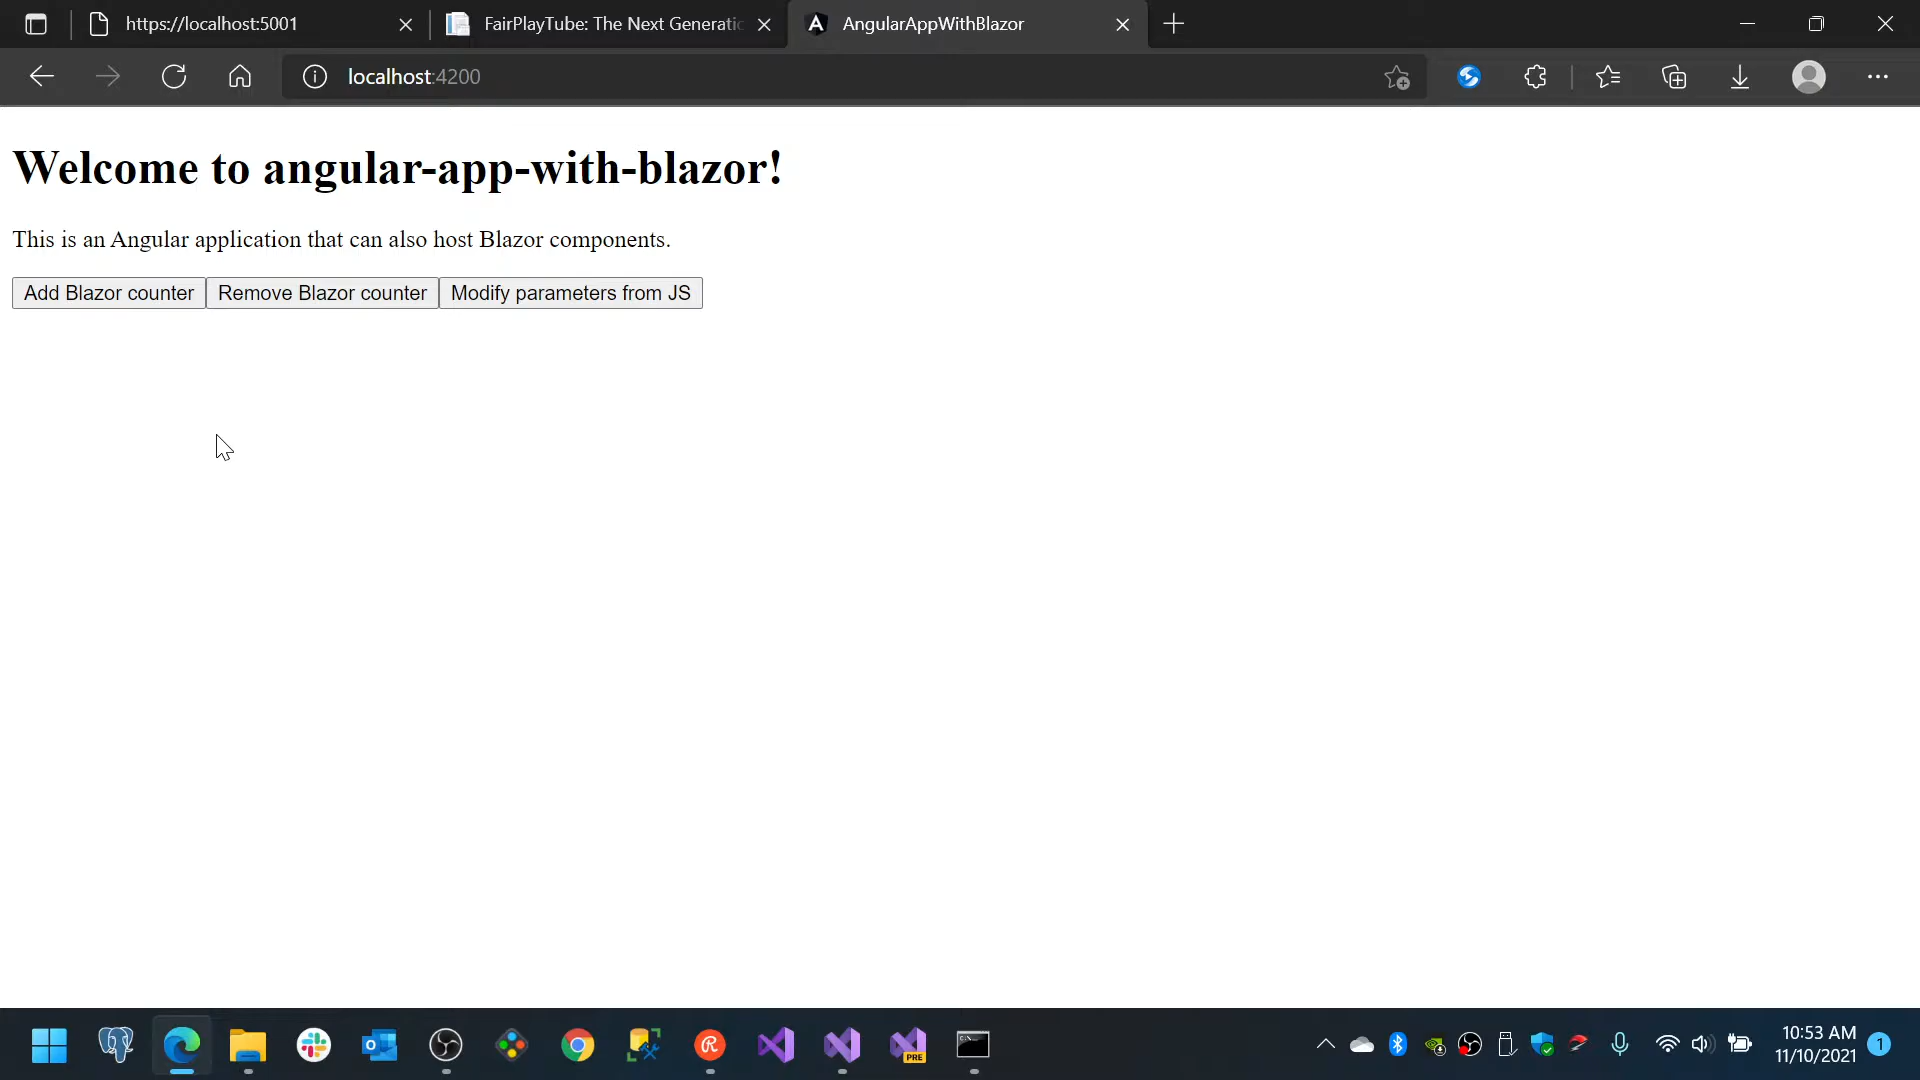 https://localhost:5001
FairPlayTube: The Next Generatic
AngularAppWithBlazor
localhost:4200
Welcome to angular-app-with-blazor!
This is an Angular application that can also host Blazor components.
Add Blazor counter Remove Blazor counter Modify parameters from JS
PRE
10:53 AM
11/10/2021
1